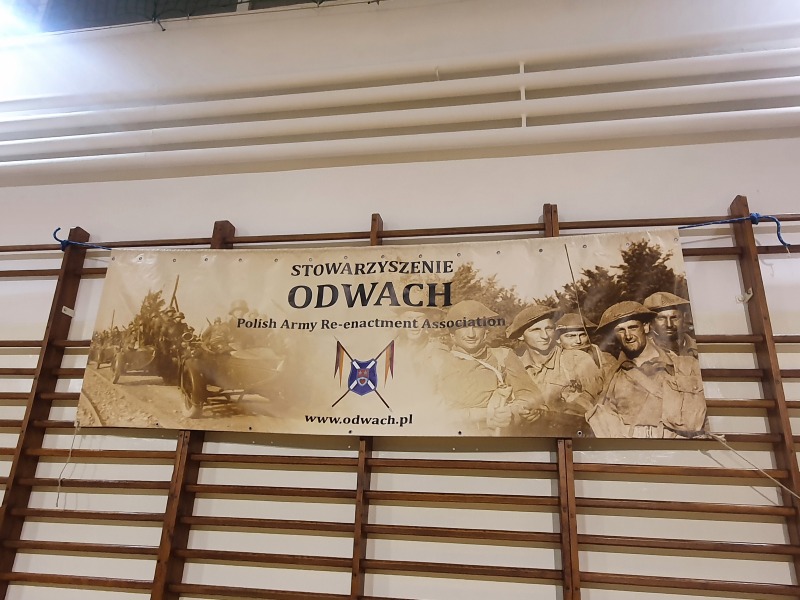 STOWARZYSZENIE
ODWACH
Polish Army Re-enactment Association
www.odwach.pl